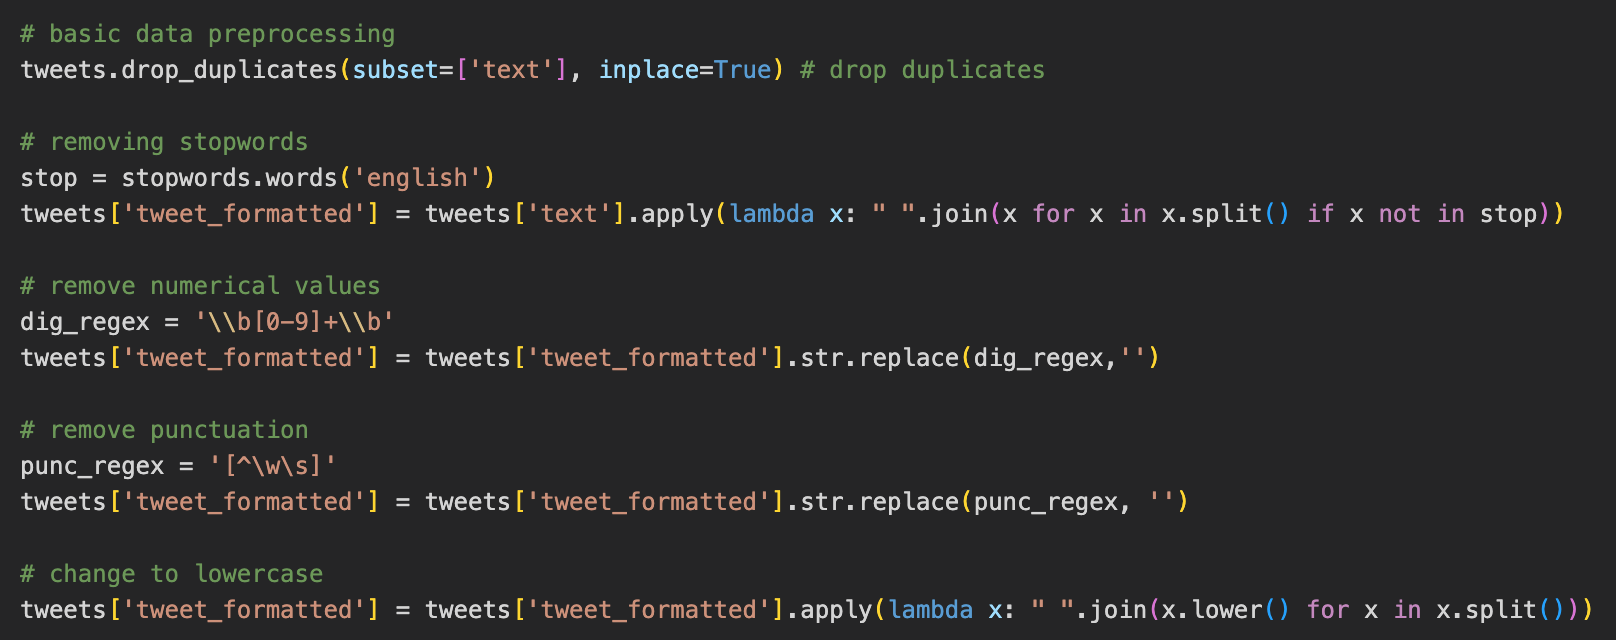 # basic data preprocessing
tweets.drop_duplicates(subset=['text'], inplace=True) # drop duplicates
# removing stopwords
stop = stopwords.words('english')
tweets['tweet_formatted'] = tweets['text'].apply(lambda x: " ".join(x for x in x.split() if x not in stop))
# remove numerical values
dig_regex = '\\b[0-9]+\\b'
tweets['tweet_formatted'] = tweets['tweet_formatted'].str.replace(dig_regex,'')
# remove punctuation
punc_regex = '[^\w\s]'
tweets['tweet_formatted'] = tweets['tweet_formatted'].str.replace(punc_regex, '')
# change to lowercase
tweets['tweet_formatted'] = tweets['tweet_formatted'].apply(lambda x: " ".join(x.lower() for x in x.split()))